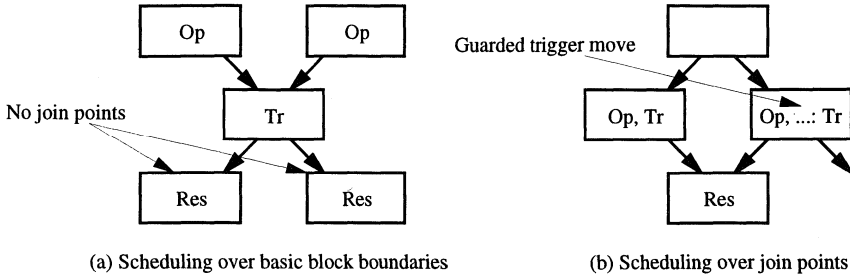 Op
Op
Guarded trigger move
No join points
Tr
Op, Tr
Op, ...: Tr
Res
Res
Res
(a) Scheduling over basic block boundaries
(b) Scheduling over join points